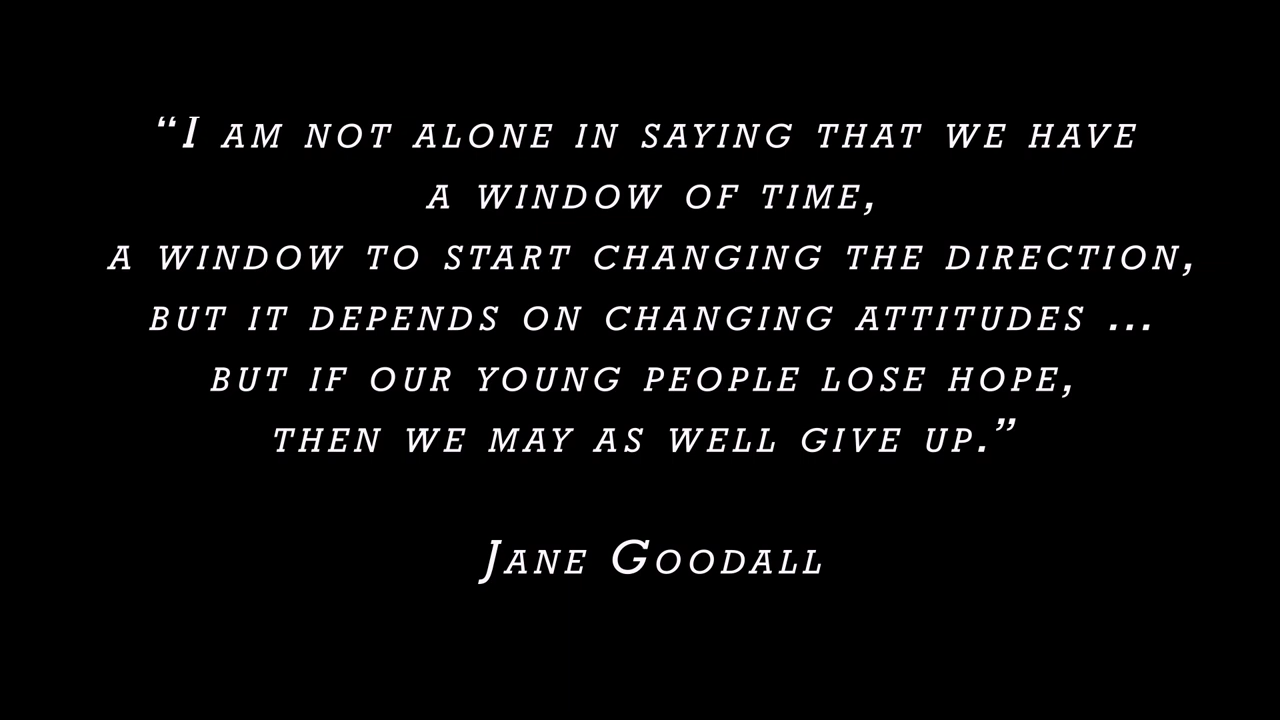 “I am not alone in saying that we have
a window of time,
a window to start changing the direction,
but it depends on changing attitudes ...
but if our young people lose hope,
then we may as well give up.”
Jane Goodall